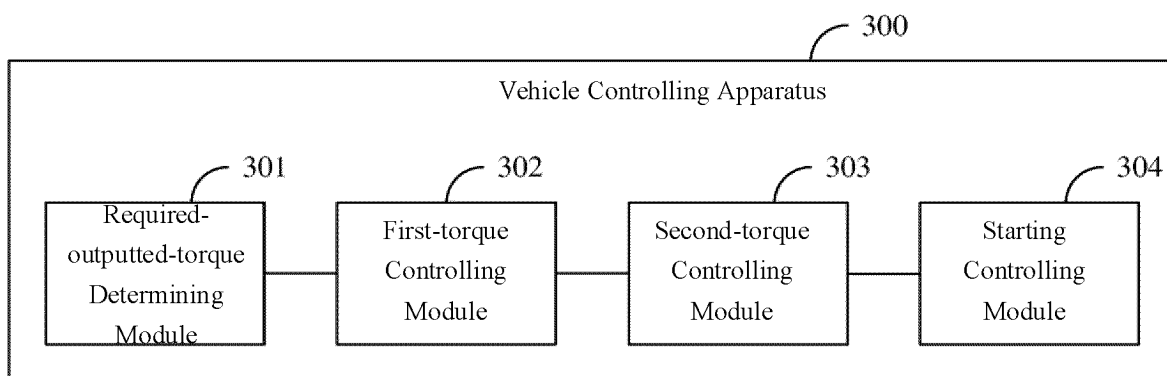 300
Vehicle Controlling Apparatus
301
302
303
304
Required-
outputted-torque
Determining
Module
First-torque
Controlling
Module
Second-torque
Controlling
Module
Starting
Controlling
Module